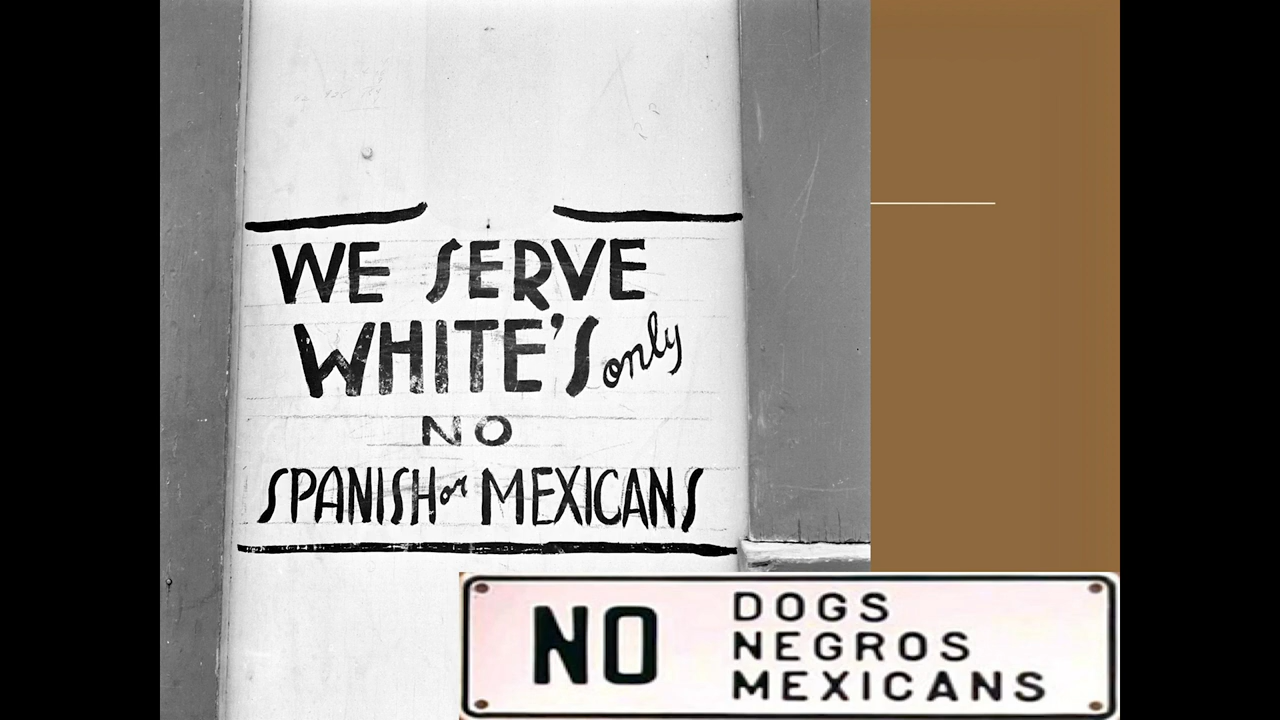 WE SERVE
WHITE'S only
NO
SPANISH or MEXICANS
NO DOGS
NEGROS
MEXICANS